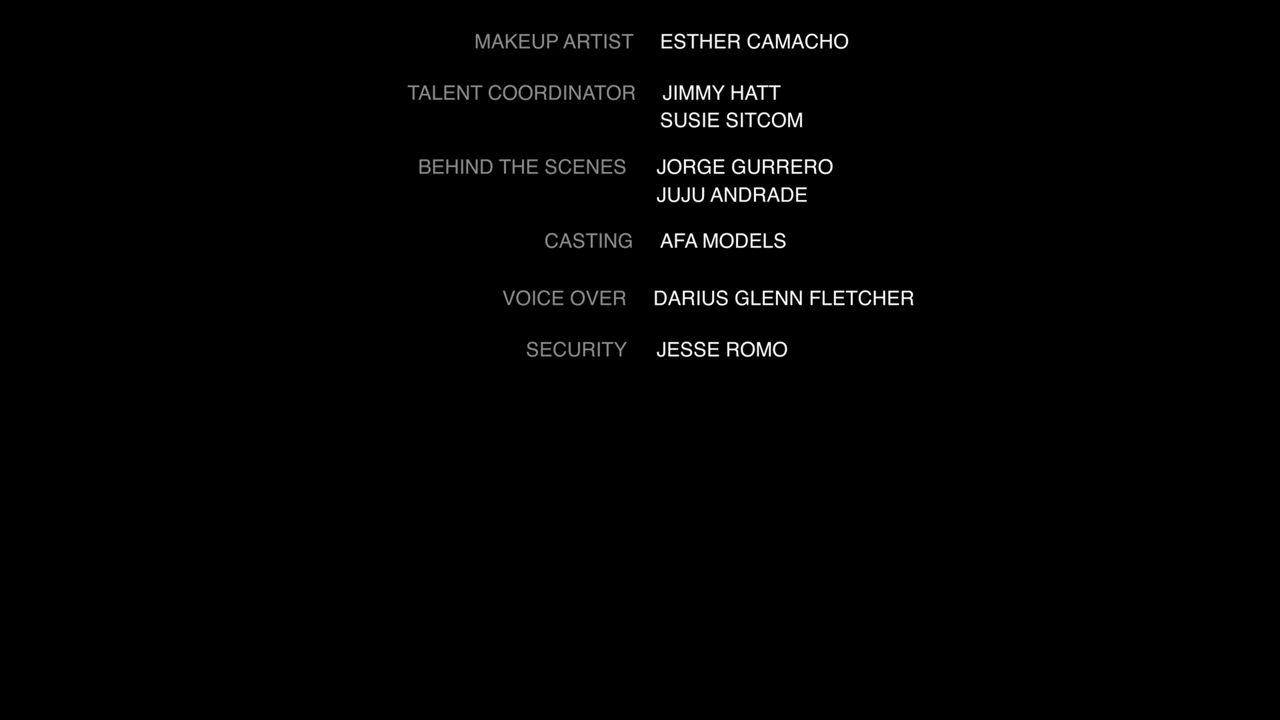 MAKEUP ARTIST ESTHER CAMACHO
TALENT COORDINATOR JIMMY HATT
SUSIE SITCOM
BEHIND THE SCENES JORGE GURRERO
JUJU ANDRADE
CASTING AFA MODELS
VOICE OVER DARIUS GLENN FLETCHER
SECURITY JESSE ROMO